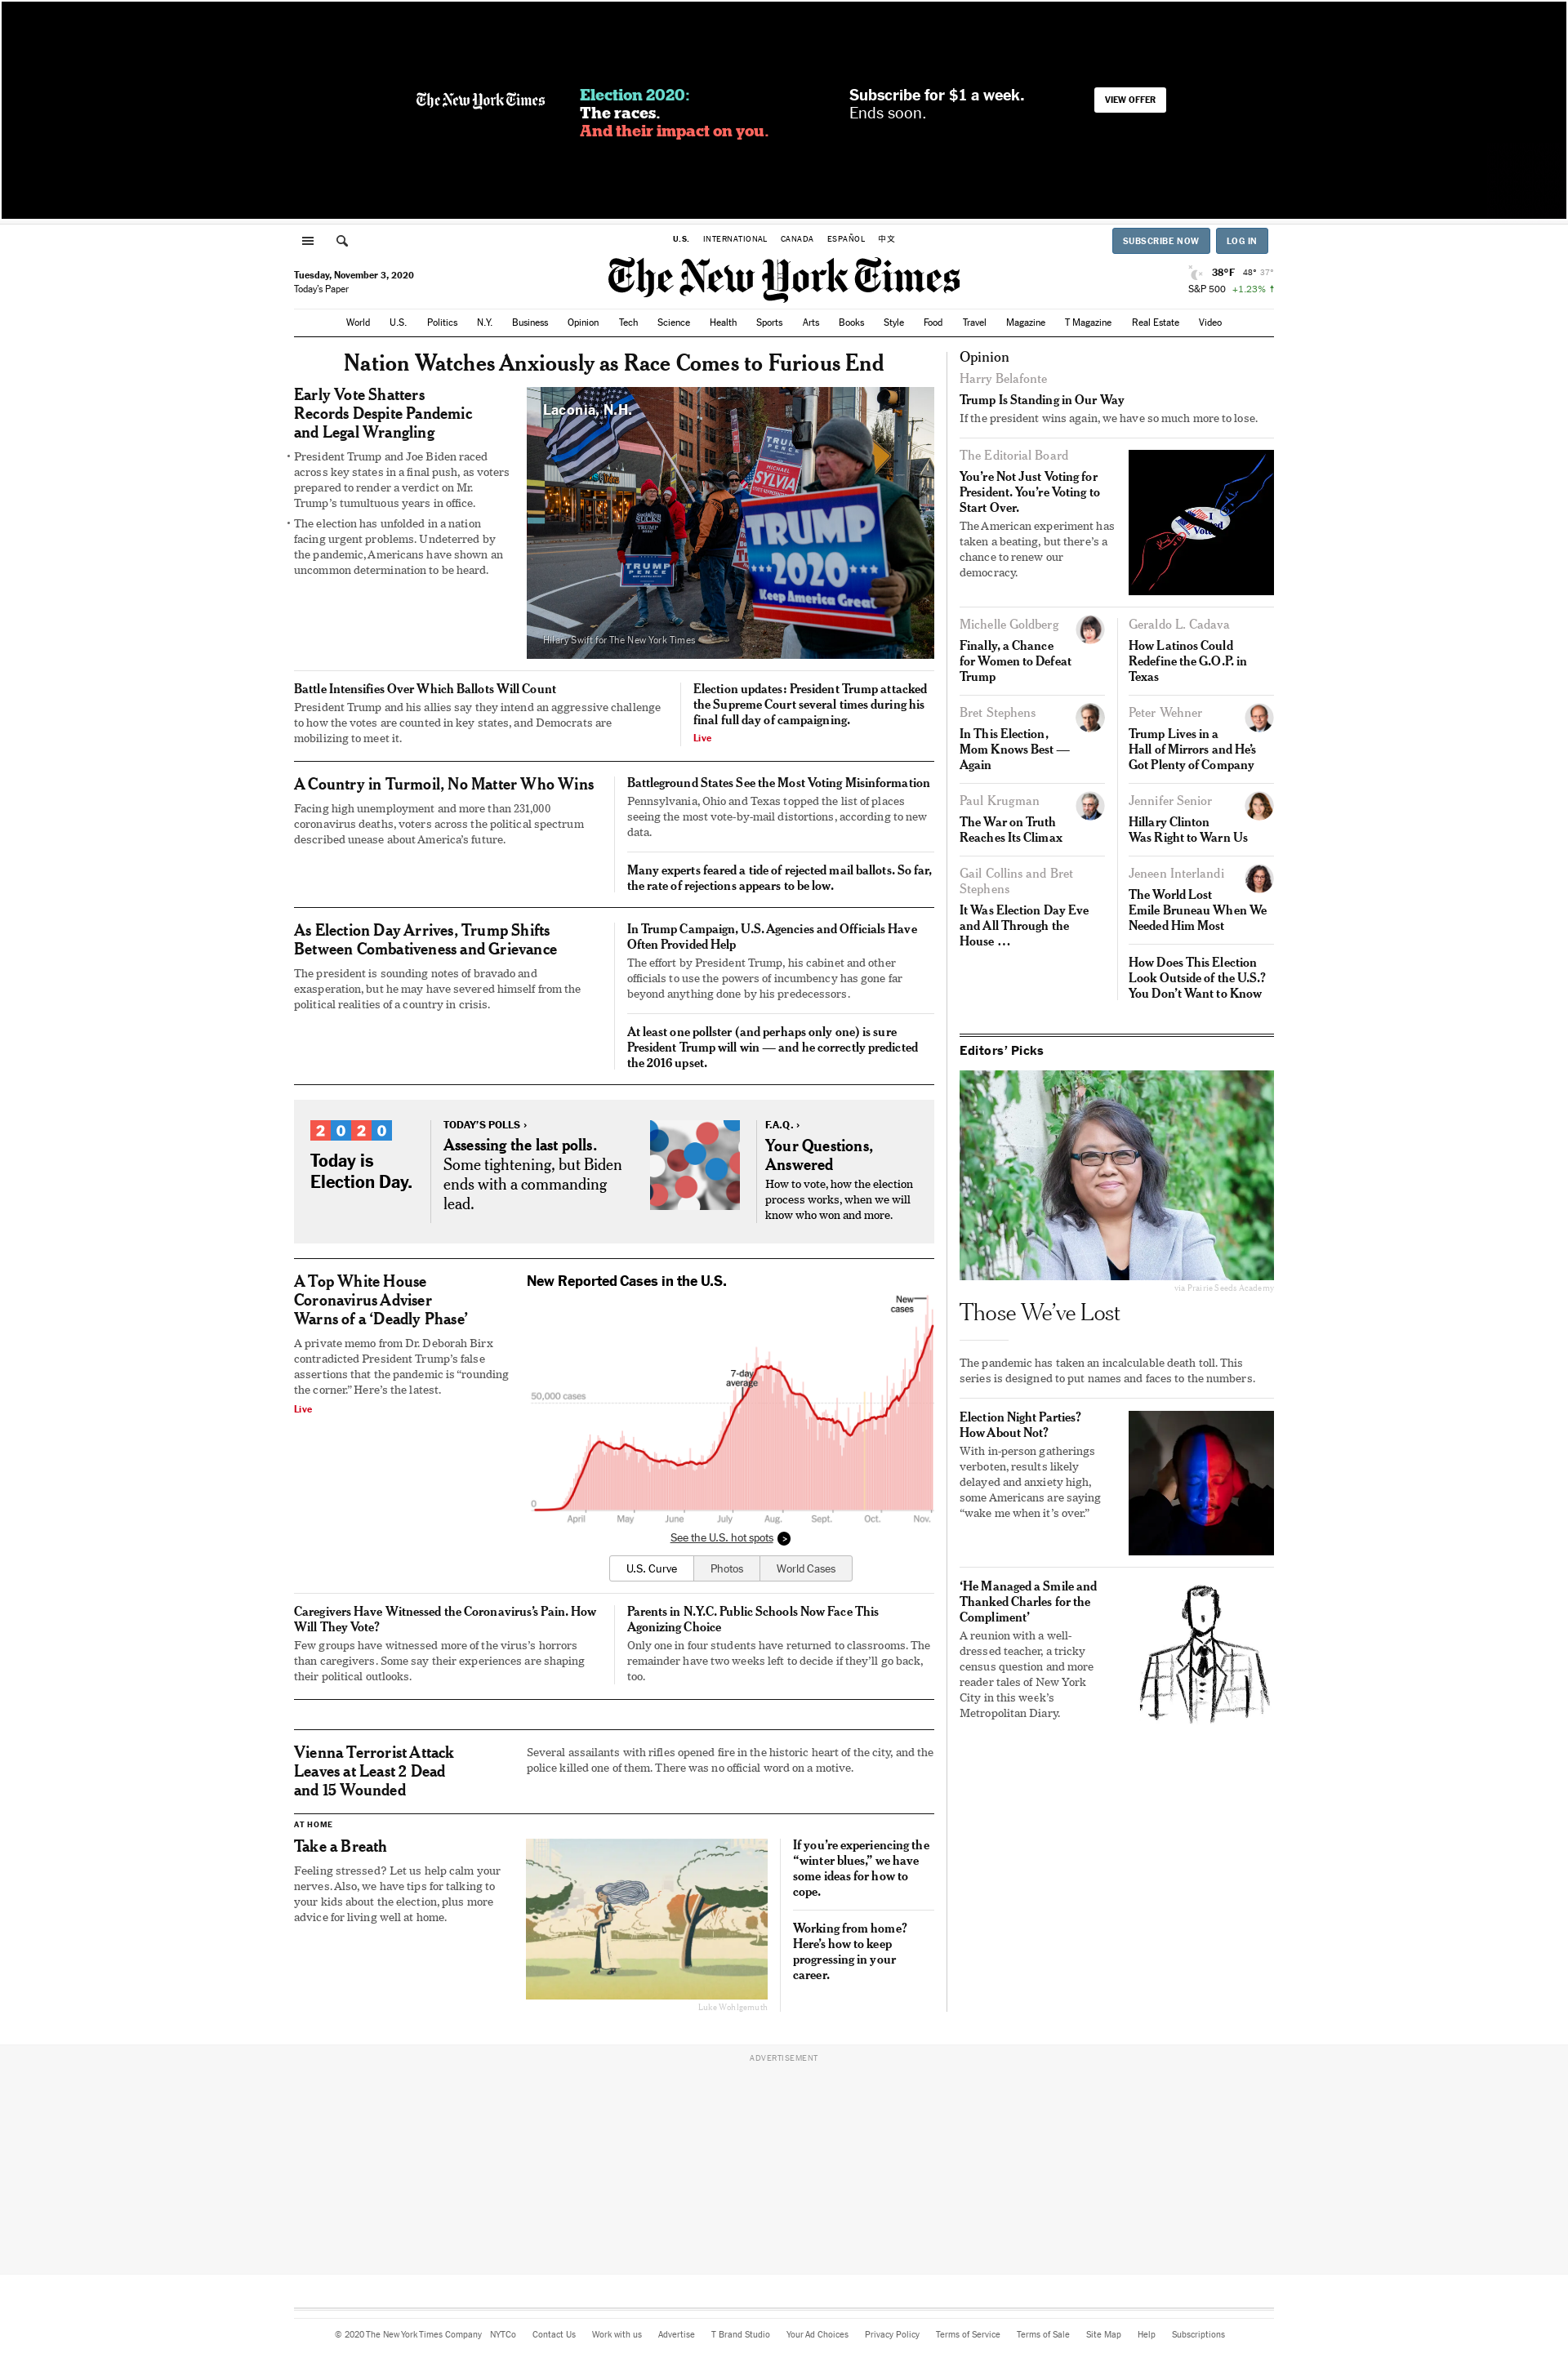 The New York Times
Election 2020:
The races.
And their impact on you.
Subscribe for $1 a week.
Ends soon.
VIEW OFFER
U.S. INTERNATIONAL CANADA ESPAÑOL 中文
SUBSCRIBE NOW LOG IN
Tuesday, November 3, 2020
Today's Paper
The New York Times
38°F 48° 37°
S&P 500 +1.23% ↑
World U.S. Politics N.Y. Business Opinion Tech Science Health Sports Arts Books Style Food Travel Magazine T Magazine Real Estate Video
Nation Watches Anxiously as Race Comes to Furious End
Early Vote Shatters
Records Despite Pandemic
and Legal Wrangling
• President Trump and Joe Biden raced
across key states in a final push, as voters
prepared to render a verdict on Mr.
Trump's tumultuous years in office.
• The election has unfolded in a nation
facing urgent problems. Undeterred by
the pandemic, Americans have shown an
uncommon determination to be heard.
Laconia, N.H.
TRUMP
MICHAEL
SYLVIA
SOCIALISM
SUCKS
TRUMP
TRUMP
PENCE
TRUMP
2020
Keep America Great
Hilary Swift for The New York Times
Battle Intensifies Over Which Ballots Will Count
President Trump and his allies say they intend an aggressive challenge
to how the votes are counted in key states, and Democrats are
mobilizing to meet it.
Election updates: President Trump attacked
the Supreme Court several times during his
final full day of campaigning.
Live
A Country in Turmoil, No Matter Who Wins
Facing high unemployment and more than 231,000
coronavirus deaths, voters across the political spectrum
described unease about America's future.
Battleground States See the Most Voting Misinformation
Pennsylvania, Ohio and Texas topped the list of places
seeing the most vote-by-mail distortions, according to new
data.
Many experts feared a tide of rejected mail ballots. So far,
the rate of rejections appears to be low.
As Election Day Arrives, Trump Shifts
Between Combativeness and Grievance
The president is sounding notes of bravado and
exasperation, but he may have severed himself from the
political realities of a country in crisis.
In Trump Campaign, U.S. Agencies and Officials Have
Often Provided Help
The effort by President Trump, his cabinet and other
officials to use the powers of incumbency has gone far
beyond anything done by his predecessors.
At least one pollster (and perhaps only one) is sure
President Trump will win — and he correctly predicted
the 2016 upset.
2020
Today is
Election Day.
TODAY'S POLLS ›
Assessing the last polls.
Some tightening, but Biden
ends with a commanding
lead.
F.A.Q. ›
Your Questions,
Answered
How to vote, how the election
process works, when we will
know who won and more.
A Top White House
Coronavirus Adviser
Warns of a 'Deadly Phase'
A private memo from Dr. Deborah Birx
contradicted President Trump's false
assertions that the pandemic is "rounding
the corner." Here's the latest.
Live
New Reported Cases in the U.S.
New
cases
7-day
average
50,000 cases
0
April May June July Aug. Sept. Oct. Nov.
See the U.S. hot spots >
U.S. Curve Photos World Cases
Caregivers Have Witnessed the Coronavirus's Pain. How
Will They Vote?
Few groups have witnessed more of the virus's horrors
than caregivers. Some say their experiences are shaping
their political outlooks.
Parents in N.Y.C. Public Schools Now Face This
Agonizing Choice
Only one in four students have returned to classrooms. The
remainder have two weeks left to decide if they'll go back,
too.
Vienna Terrorist Attack
Leaves at Least 2 Dead
and 15 Wounded
Several assailants with rifles opened fire in the historic heart of the city, and the
police killed one of them. There was no official word on a motive.
AT HOME
Take a Breath
Feeling stressed? Let us help calm your
nerves. Also, we have tips for talking to
your kids about the election, plus more
advice for living well at home.
Luke Wohlgemuth
If you're experiencing the
"winter blues," we have
some ideas for how to
cope.
Working from home?
Here's how to keep
progressing in your
career.
Opinion
Harry Belafonte
Trump Is Standing in Our Way
If the president wins again, we have so much more to lose.
The Editorial Board
You're Not Just Voting for
President. You're Voting to
Start Over.
The American experiment has
taken a beating, but there's a
chance to renew our
democracy.
I
Voted
Michelle Goldberg
Finally, a Chance
for Women to Defeat
Trump
Geraldo L. Cadava
How Latinos Could
Redefine the G.O.P. in
Texas
Bret Stephens
In This Election,
Mom Knows Best —
Again
Peter Wehner
Trump Lives in a
Hall of Mirrors and He's
Got Plenty of Company
Paul Krugman
The War on Truth
Reaches Its Climax
Jennifer Senior
Hillary Clinton
Was Right to Warn Us
Gail Collins and Bret
Stephens
It Was Election Day Eve
and All Through the
House …
Jeneen Interlandi
The World Lost
Emile Bruneau When We
Needed Him Most
How Does This Election
Look Outside of the U.S.?
You Don't Want to Know
Editors' Picks
via Prairie Seeds Academy
Those We've Lost
The pandemic has taken an incalculable death toll. This
series is designed to put names and faces to the numbers.
Election Night Parties?
How About Not?
With in-person gatherings
verboten, results likely
delayed and anxiety high,
some Americans are saying
"wake me when it's over."
'He Managed a Smile and
Thanked Charles for the
Compliment'
A reunion with a well-
dressed teacher, a tricky
census question and more
reader tales of New York
City in this week's
Metropolitan Diary.
ADVERTISEMENT
© 2020 The New York Times Company NYTCo Contact Us Work with us Advertise T Brand Studio Your Ad Choices Privacy Policy Terms of Service Terms of Sale Site Map Help Subscriptions